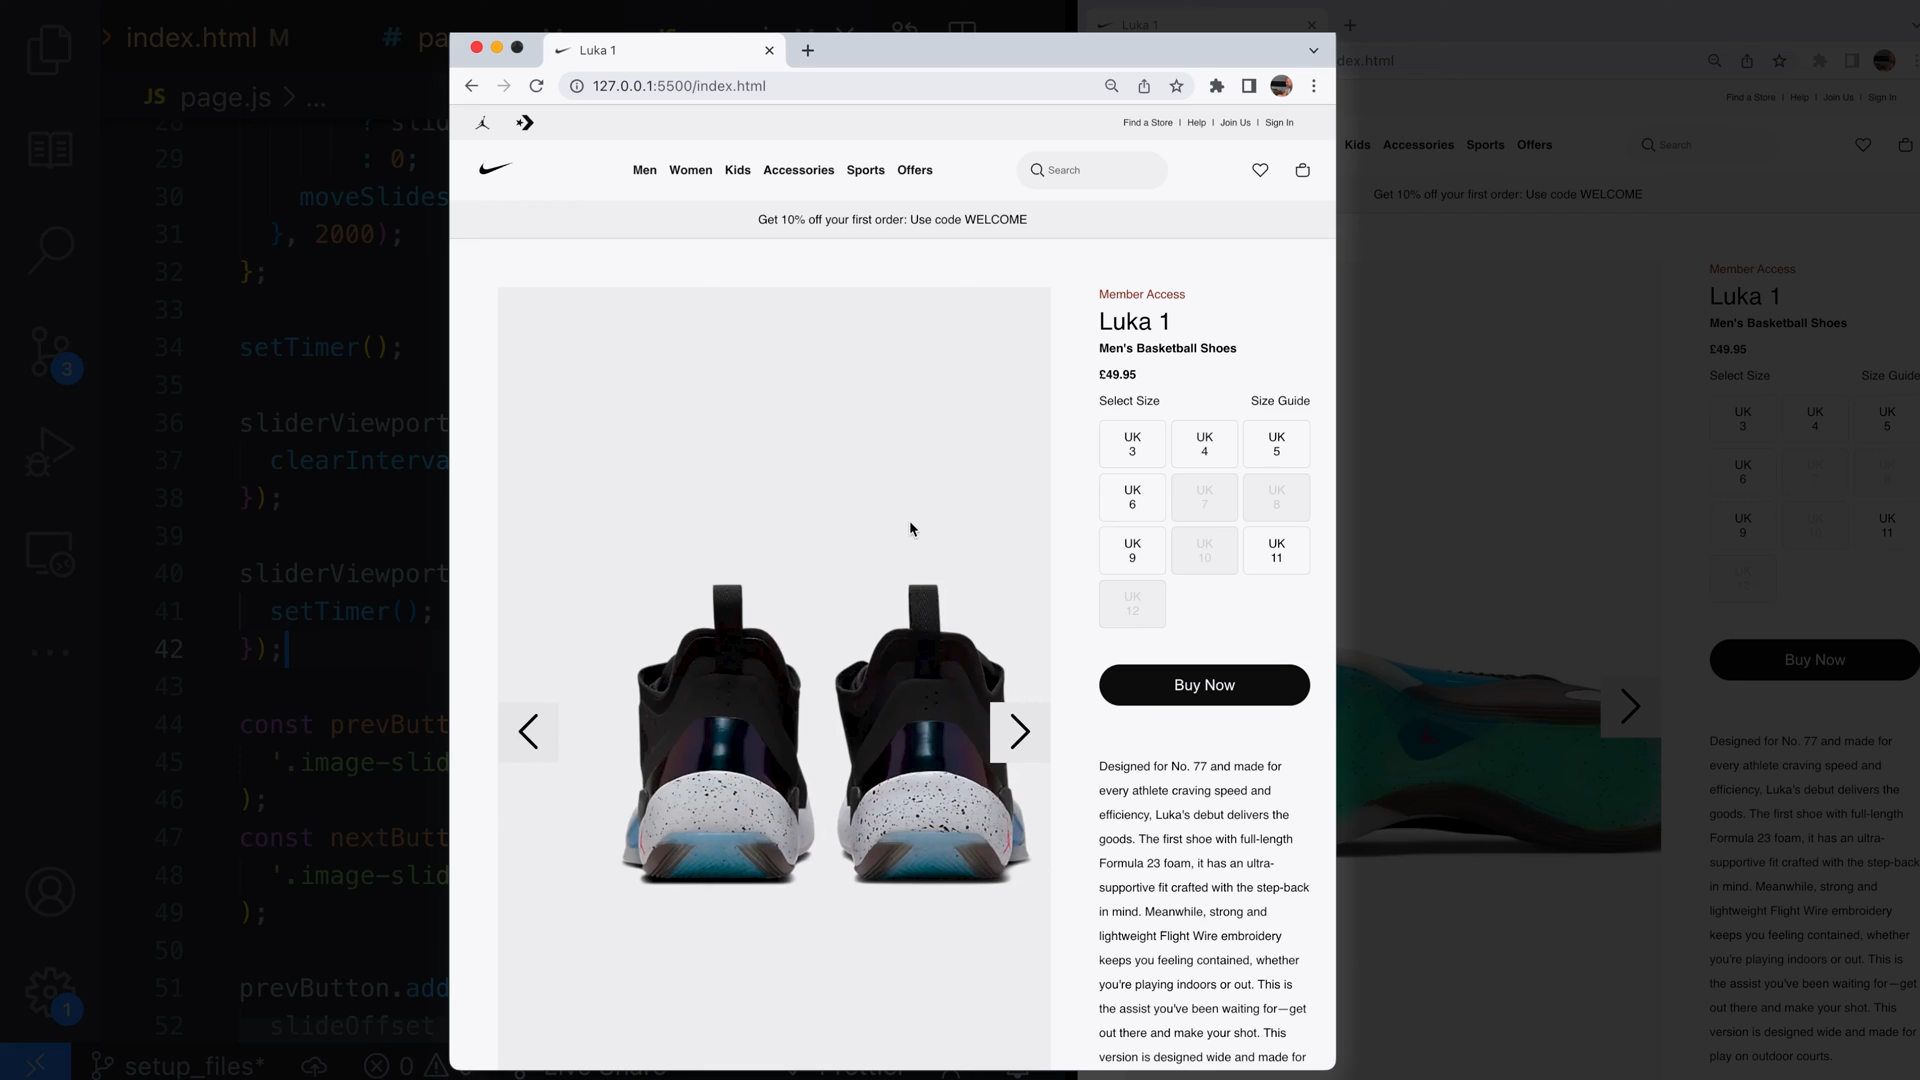 index.html M
JS page.js > ...
29 : 0;
30 moveSlides
31 }, 2000);
32 };
33
34 setTimer();
35
36 sliderViewport
37 clearInterva
38 });
39
40 sliderViewport
41 setTimer();
42 });
43
44 const prevButt
45 '.image-slid
46 );
47 const nextButt
48 '.image-slid
49 );
50
51 prevButton.add
52 slideOffset
3
1
setup_files* 0
Live Share
Prettier
Luka 1
127.0.0.1:5500/index.html
Find a Store | Help | Join Us | Sign In
Men Women Kids Accessories Sports Offers
Search
Get 10% off your first order: Use code WELCOME
Member Access
Luka 1
Men's Basketball Shoes
£49.95
Select Size Size Guide
UK 3
UK 4
UK 5
UK 6
UK 7
UK 8
UK 9
UK 10
UK 11
UK 12
Buy Now
Designed for No. 77 and made for
every athlete craving speed and
efficiency, Luka's debut delivers the
goods. The first shoe with full-length
Formula 23 foam, it has an ultra-
supportive fit crafted with the step-back
in mind. Meanwhile, strong and
lightweight Flight Wire embroidery
keeps you feeling contained, whether
you're playing indoors or out. This is
the assist you've been waiting for—get
out there and make your shot. This
version is designed wide and made for
Luka 1
dex.html
Find a Store | Help | Join Us | Sign In
Kids Accessories Sports Offers
Search
Get 10% off your first order: Use code WELCOME
Member Access
Luka 1
Men's Basketball Shoes
£49.95
Select Size Size Guide
UK 3
UK 4
UK 5
UK 6
UK 9
UK 11
Buy Now
Designed for No. 77 and made for
every athlete craving speed and
efficiency, Luka's debut delivers the
goods. The first shoe with full-length
Formula 23 foam, it has an ultra-
supportive fit crafted with the step-back
in mind. Meanwhile, strong and
lightweight Flight Wire embroidery
keeps you feeling contained, whether
you're playing indoors or out. This is
the assist you've been waiting for—get
out there and make your shot. This
version is designed wide and made for
play on outdoor courts.